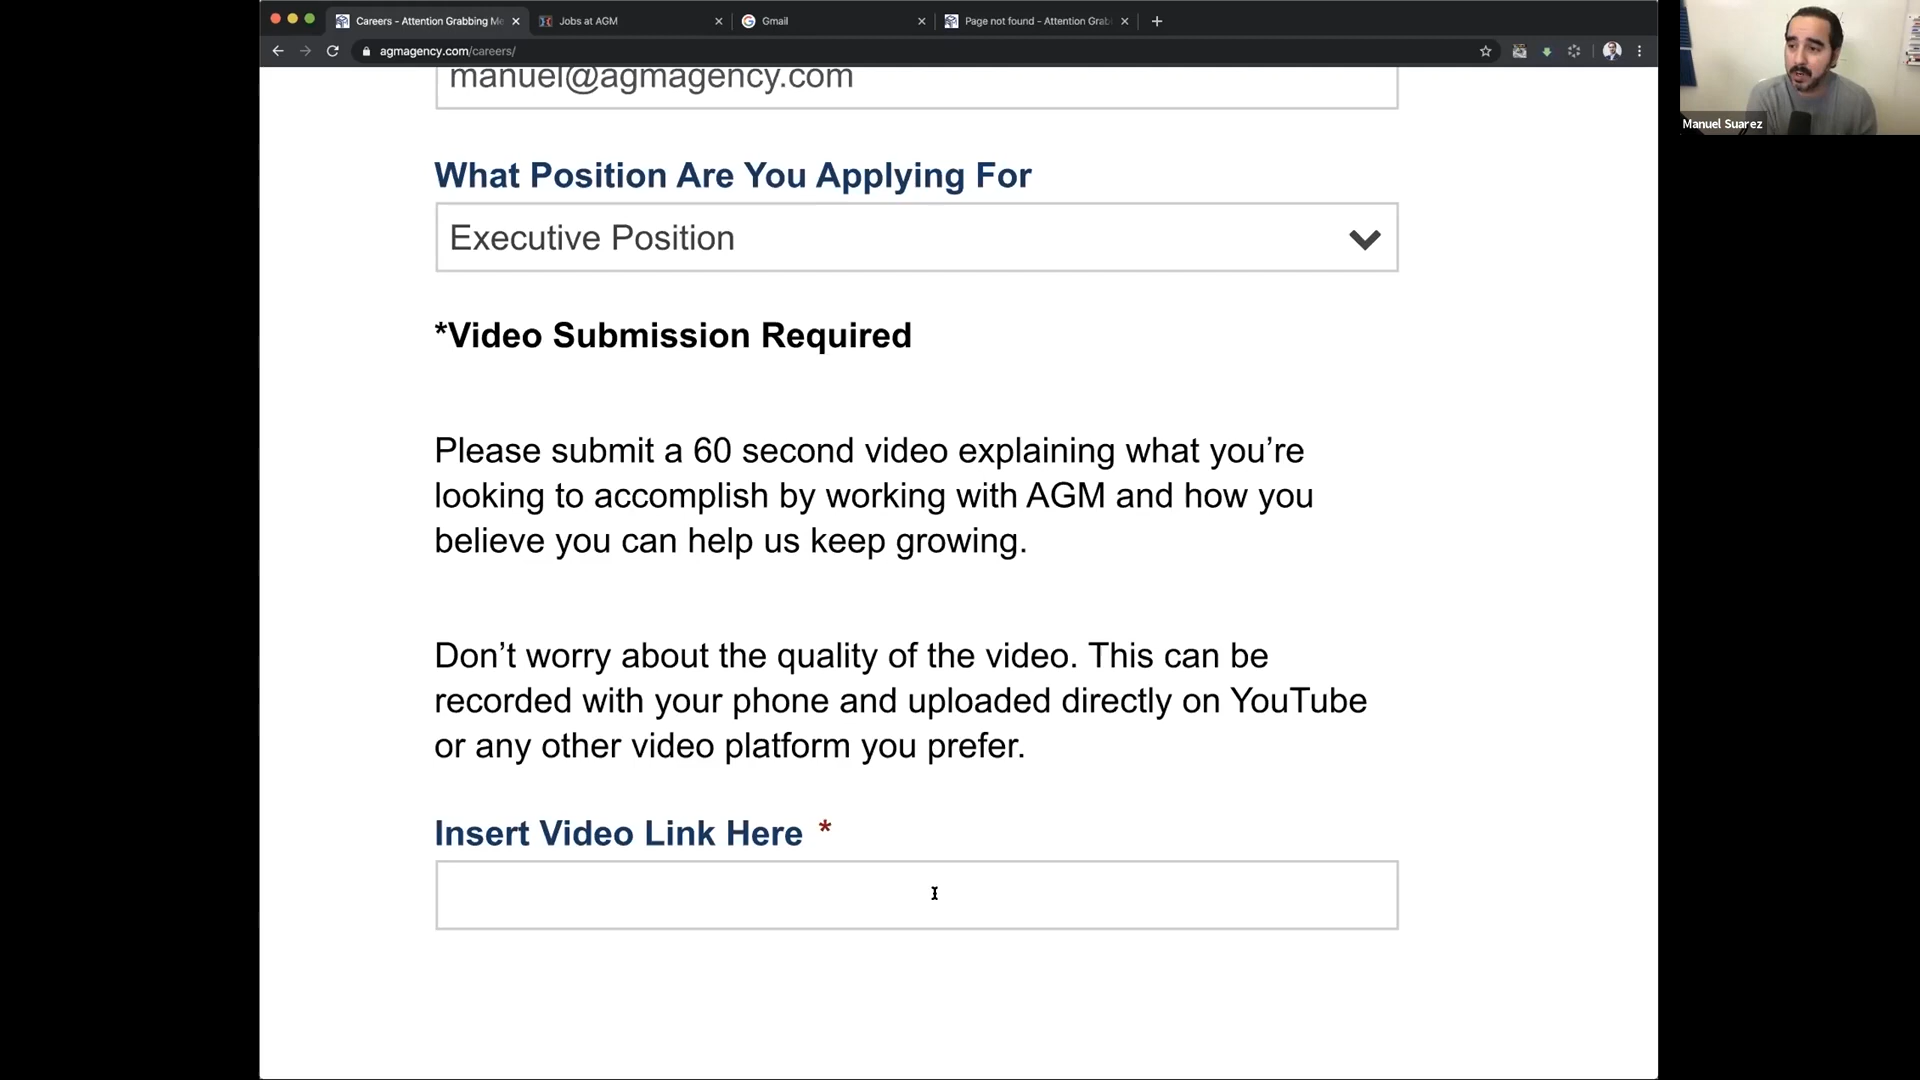 Careers - Attention Grabbing Me
Jobs at AGM
Gmail
Page not found - Attention Grab
agmagency.com/careers/
Manuel Suarez
manuel@agmagency.com
What Position Are You Applying For
Executive Position
*Video Submission Required
Please submit a 60 second video explaining what you're
looking to accomplish by working with AGM and how you
believe you can help us keep growing.
Don't worry about the quality of the video. This can be
recorded with your phone and uploaded directly on YouTube
or any other video platform you prefer.
Insert Video Link Here *